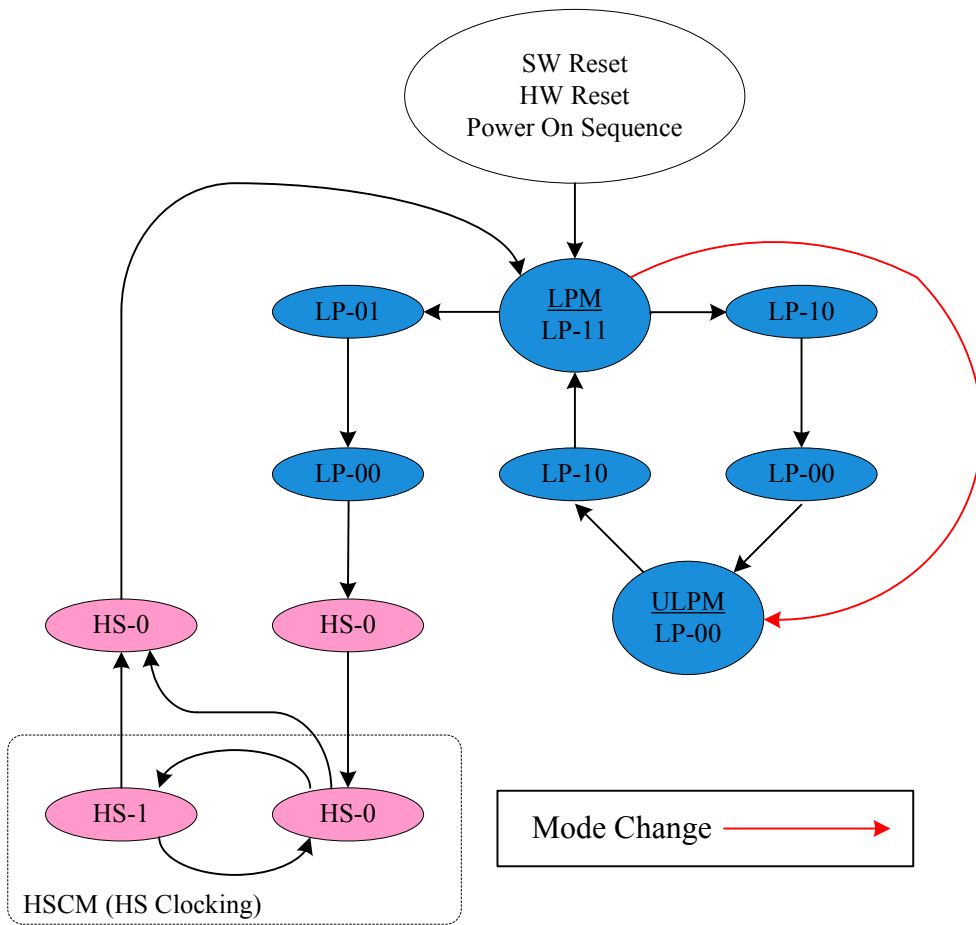 SW Reset
HW Reset
Power On Sequence
LP-01
LPM
LP-11
LP-10
LP-00
LP-10
LP-00
HS-0
HS-0
ULPM
LP-00
HS-1
HS-0
HSCM (HS Clocking)
Mode Change